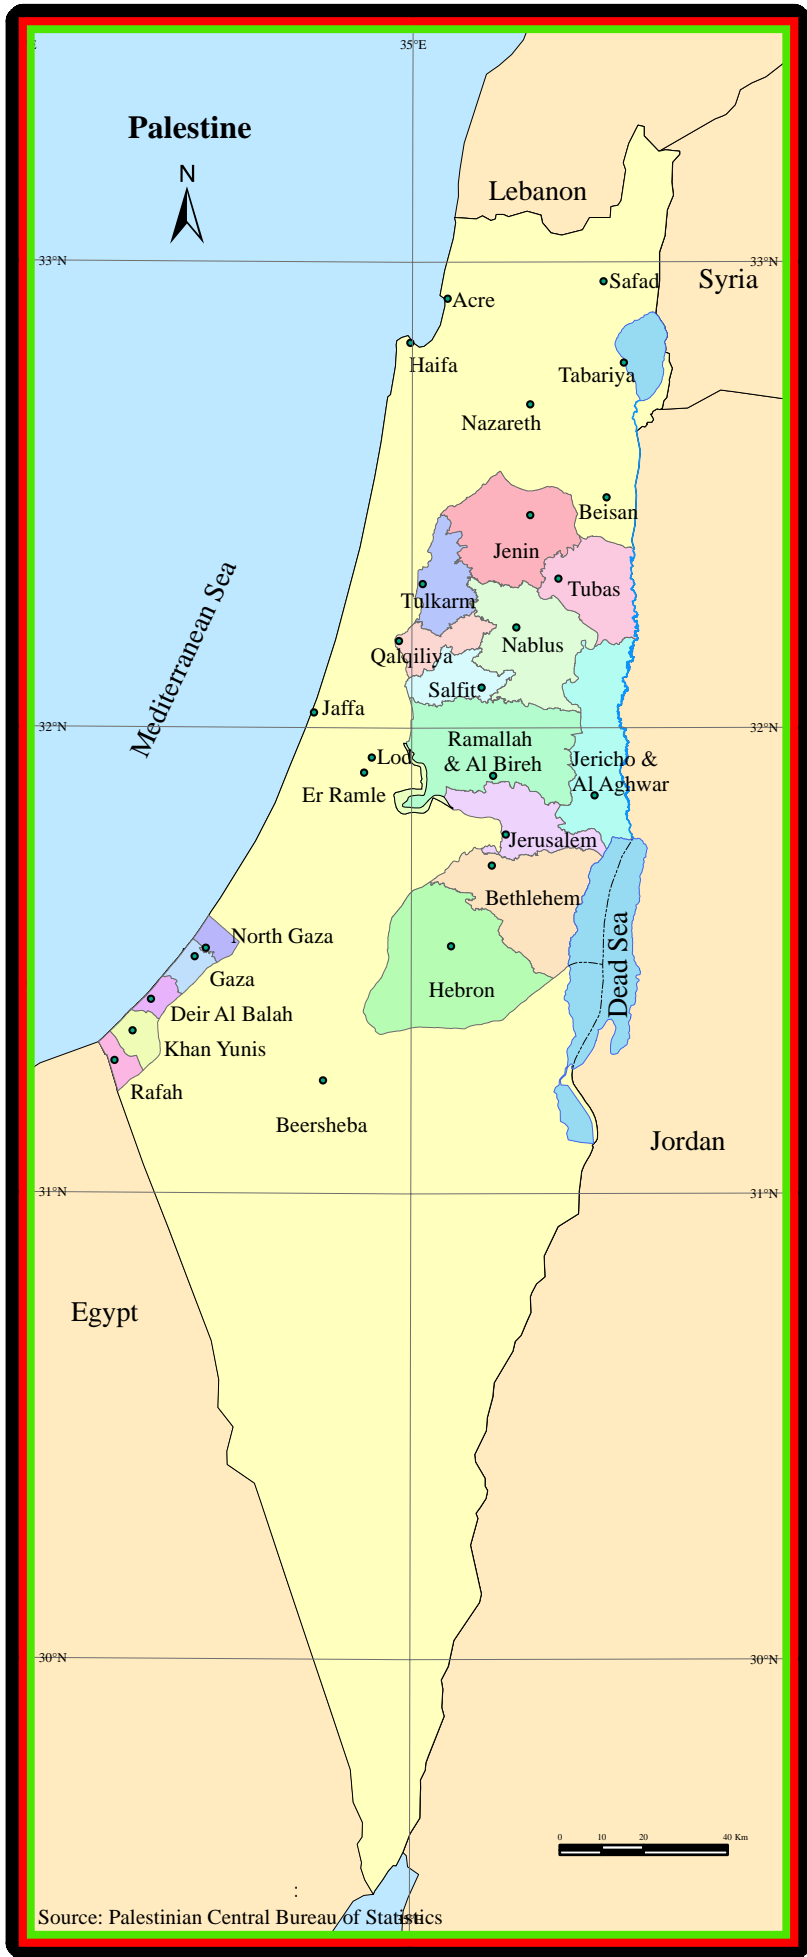 35°E
Palestine
N
Lebanon
33°N
33°N
Syria
Safad
Acre
Haifa
Tabariya
Nazareth
Beisan
Jenin
Tubas
Tulkarm
Nablus
Qalqiliya
Salfit
Mediterranean Sea
Jaffa
32°N
32°N
Ramallah
& Al Bireh
Lod
Jericho &
Al Aghwar
Er Ramle
Jerusalem
Bethlehem
North Gaza
Dead Sea
Gaza
Hebron
Deir Al Balah
Khan Yunis
Rafah
Beersheba
Jordan
31°N
31°N
Egypt
30°N
30°N
0 10 20 40 Km
:
Source: Palestinian Central Bureau of Statistics